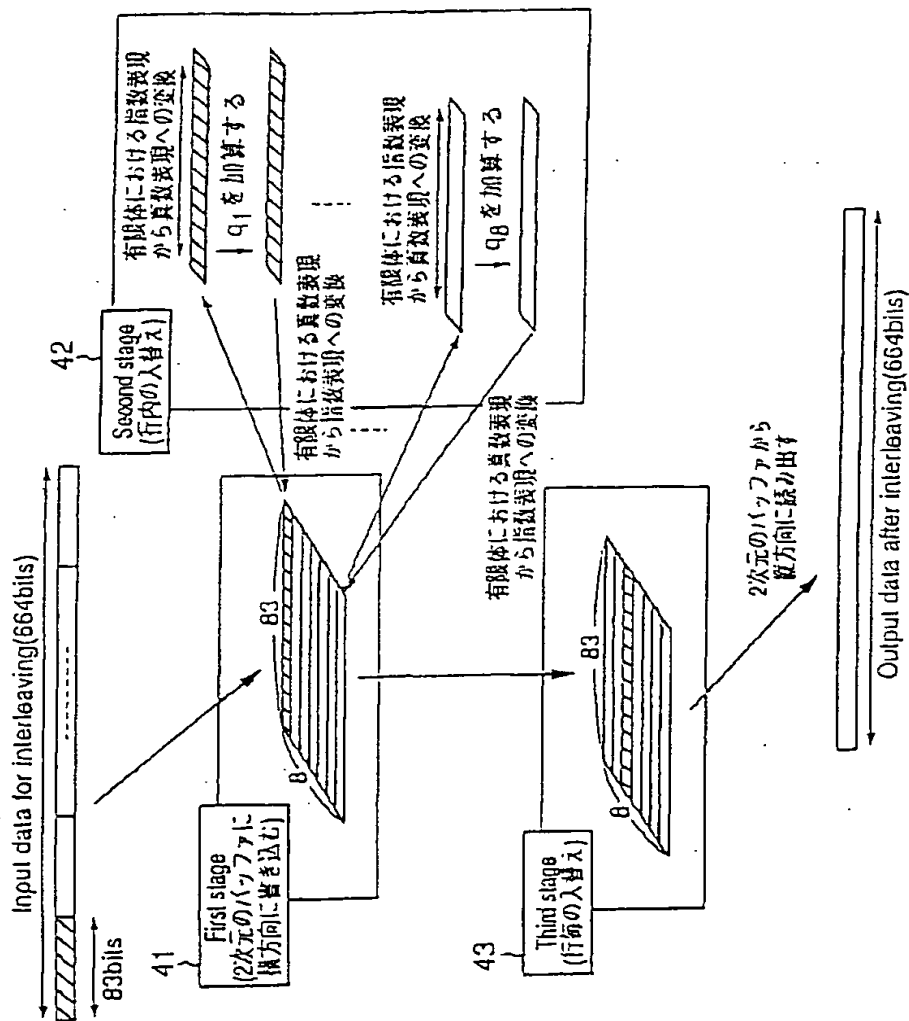 Input data for interleaving(664bits)
83bits
41
First stage
(2次元のバッファに
横方向に書き込む)
8
83
42
Second stage
(行内の入替え)
有限体における指数表現
から真数表現への変換
q1を加算する
有限体における真数表現
から指数表現への変換
有限体における指数表現
から真数表現への変換
q8を加算する
有限体における真数表現
から指数表現への変換
43
Third stage
(行毎の入替え)
8
83
2次元のバッファから
縦方向に読み出す
Output data after interleaving(664bits)